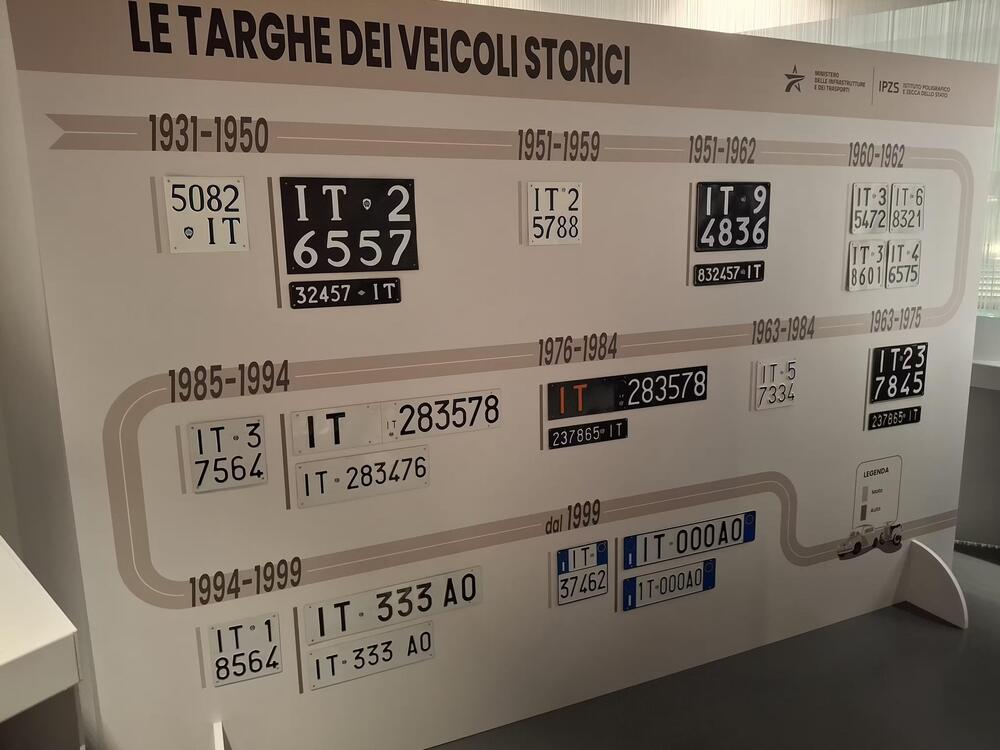 LE TARGHE DEI VEICOLI STORICI
MINISTERO
DELLE INFRASTRUTTURE
E DEI TRASPORTI
IPZS
ISTITUTO POLIGRAFICO
E ZECCA DELLO STATO
1931-1950
5082
IT
IT 2
6557
32457 IT
1951-1959
IT 2
5788
1951-1962
IT 9
4836
832457 IT
1960-1962
IT 3
5472
IT 6
8321
IT 3
8601
IT 4
6575
1985-1994
IT 3
7564
IT IT 283578
IT 283476
1976-1984
IT 283578
237865 IT
1963-1984
IT 5
7334
1963-1975
IT 23
7845
237865 IT
LEGENDA
Moto
Auto
1994-1999
IT 1
8564
IT 333 AO
IT 333 AO
dal 1999
IT
37462
I IT 000AO
I IT 000AO